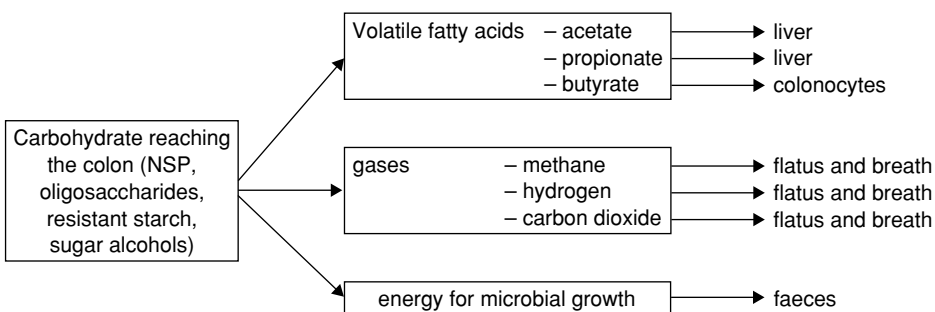 Volatile fatty acids – acetate liver
– propionate liver
– butyrate colonocytes
Carbohydrate reaching
the colon (NSP,
oligosaccharides,
resistant starch,
sugar alcohols)
gases – methane flatus and breath
– hydrogen flatus and breath
– carbon dioxide flatus and breath
energy for microbial growth faeces